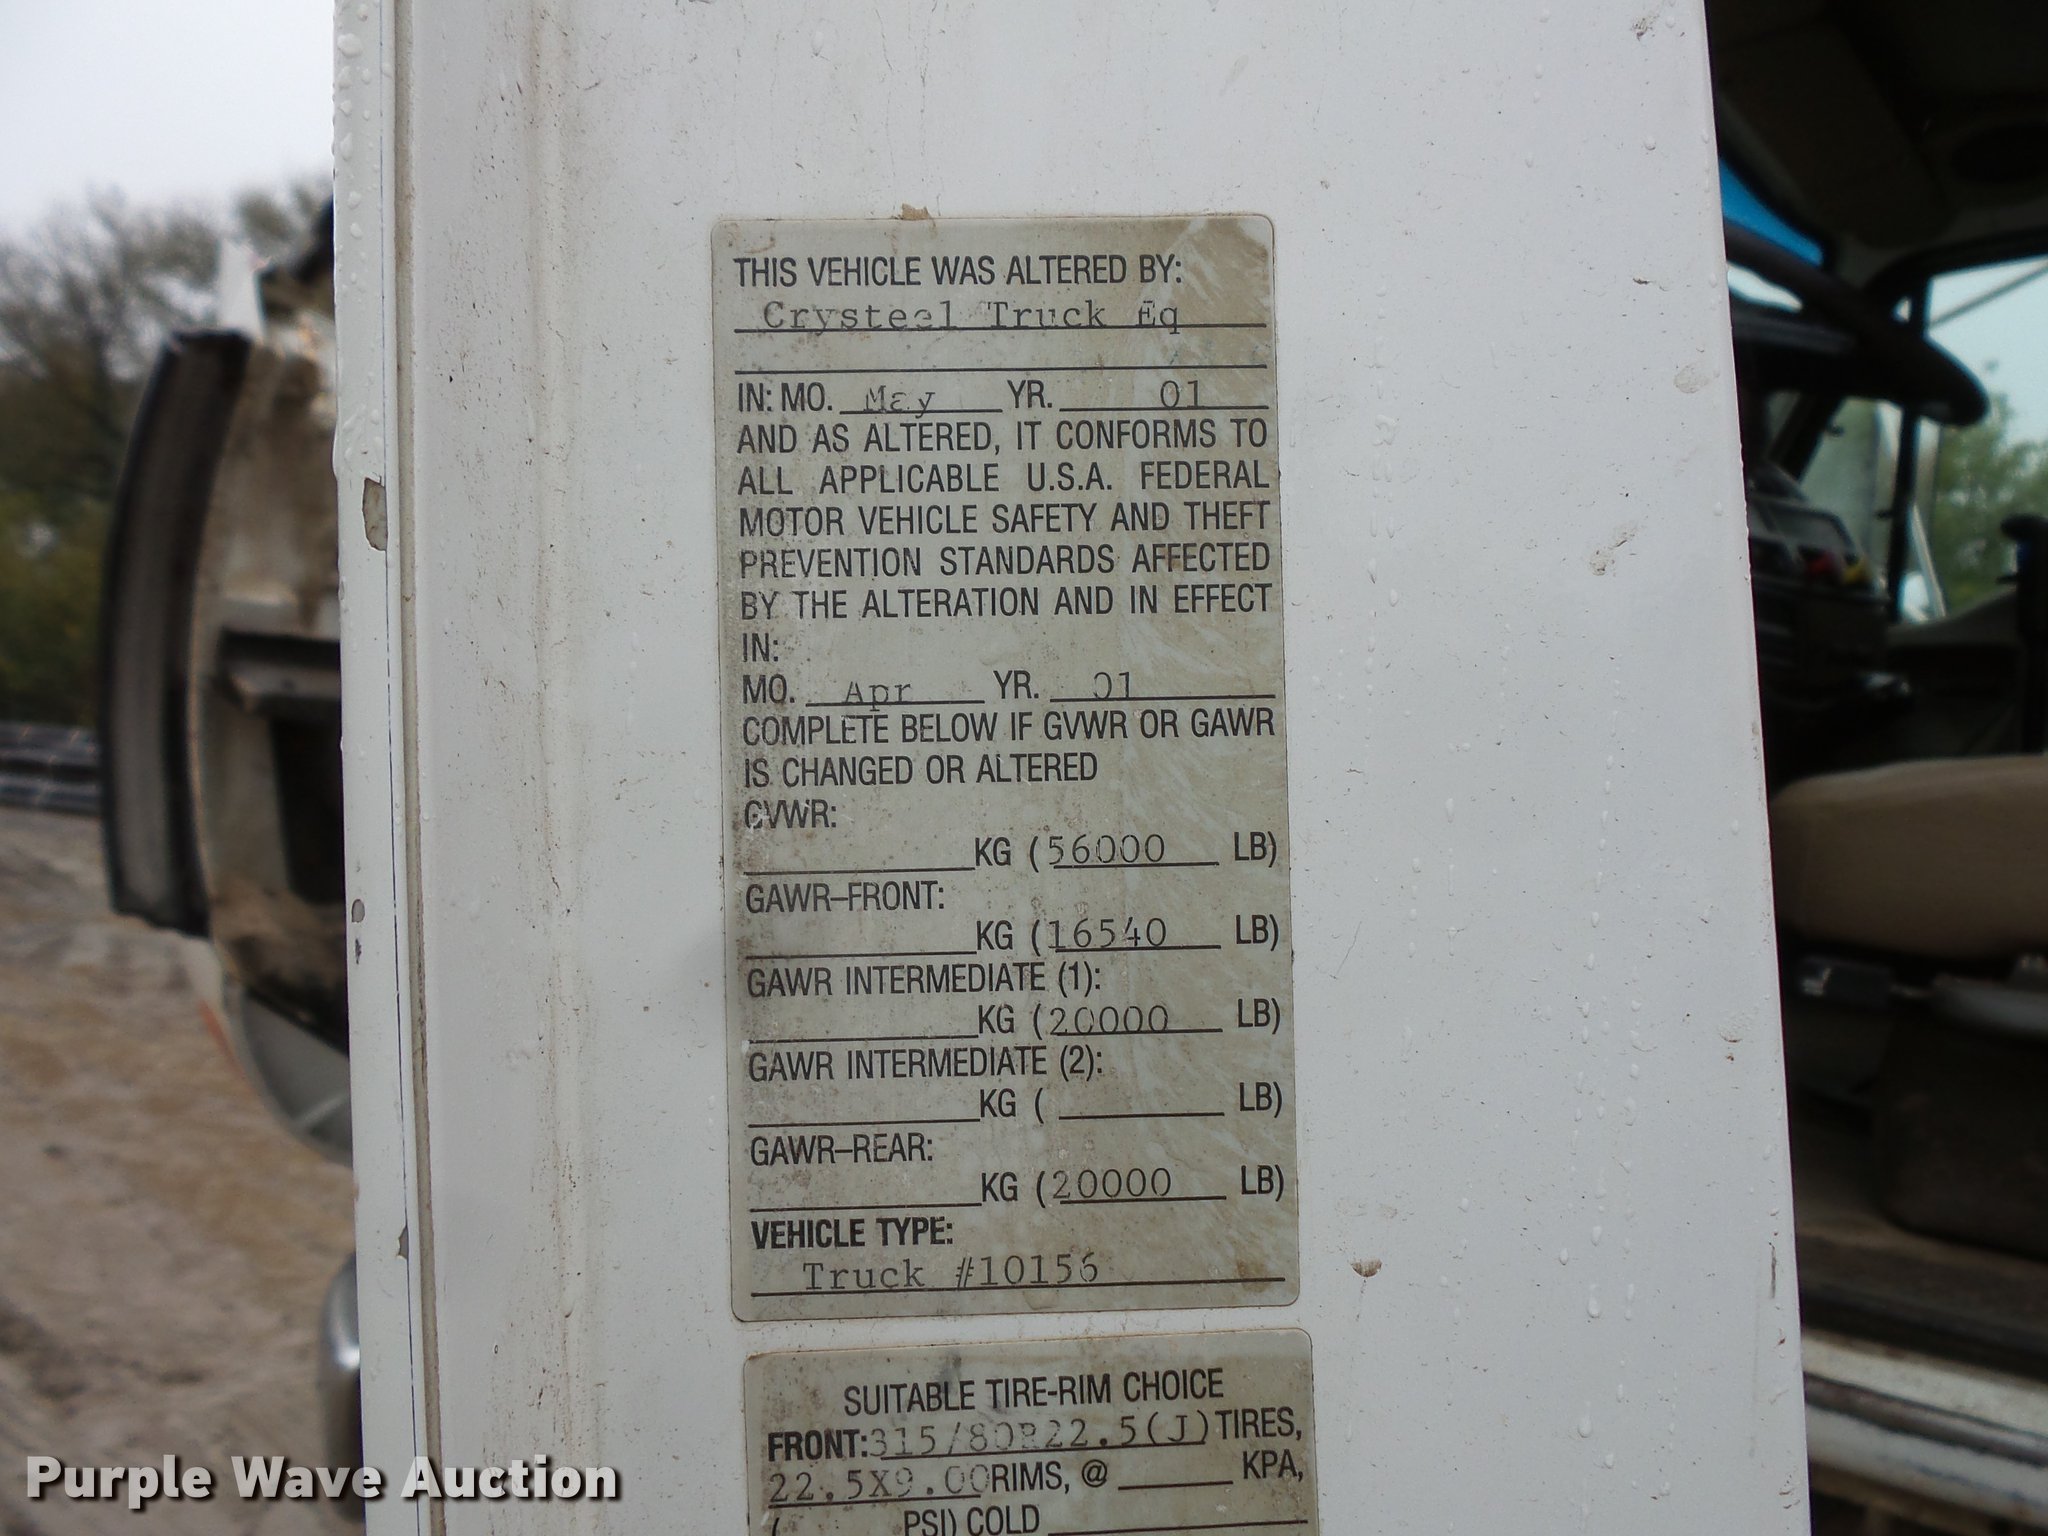 THIS VEHICLE WAS ALTERED BY:
Crysteel Truck Eq
IN: MO. May YR. 01
AND AS ALTERED, IT CONFORMS TO
ALL APPLICABLE U.S.A. FEDERAL
MOTOR VEHICLE SAFETY AND THEFT
PREVENTION STANDARDS AFFECTED
BY THE ALTERATION AND IN EFFECT
IN:
MO. Apr YR. 01
COMPLETE BELOW IF GVWR OR GAWR
IS CHANGED OR ALTERED
GVWR:
KG (56000 LB)
GAWR–FRONT:
KG (16540 LB)
GAWR INTERMEDIATE (1):
KG (20000 LB)
GAWR INTERMEDIATE (2):
KG ( LB)
GAWR–REAR:
KG (20000 LB)
VEHICLE TYPE:
Truck #10156
SUITABLE TIRE-RIM CHOICE
FRONT:315/80R22.5(J)TIRES,
22.5X9.00RIMS, @ KPA,
( PSI) COLD
Purple Wave Auction